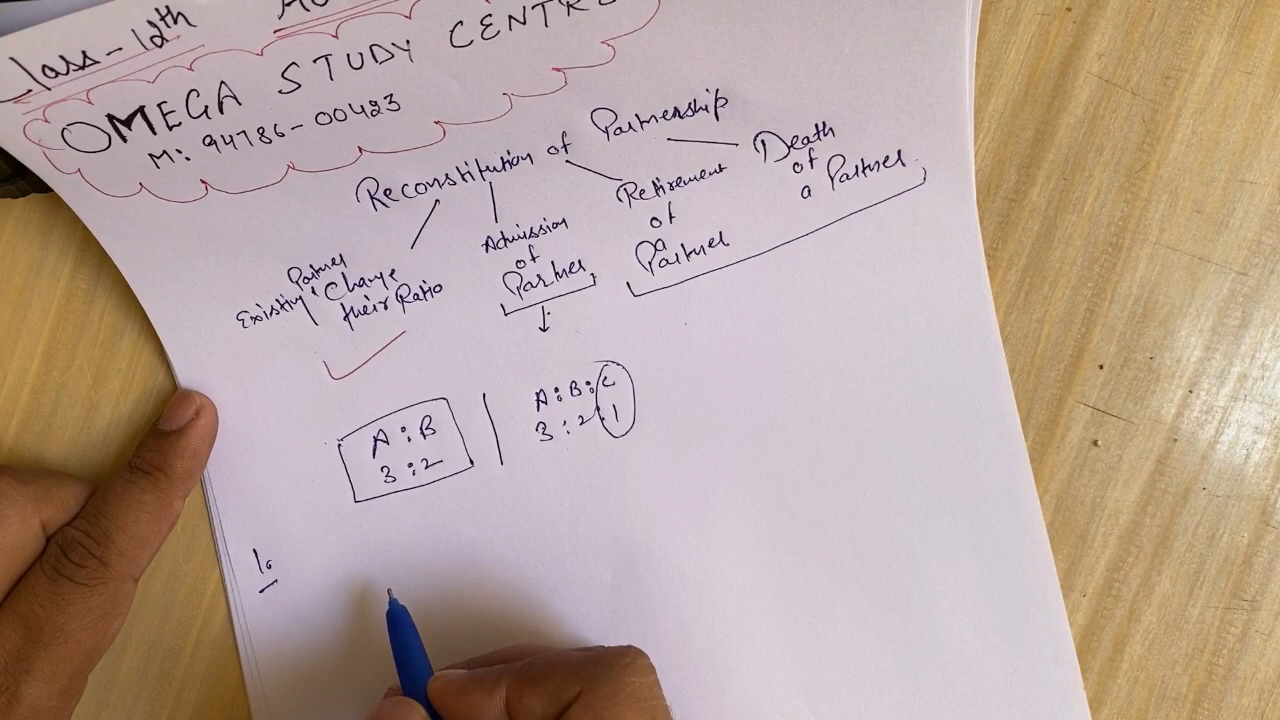 Class-12th
OMEGA STUDY CENTRE
M: 94786-00423
Reconstitution of Partnership
Existing Partner Change
their Ratio
Admission
of
Partner
Retirement
of
a
Partner
Death
of
a Partner
A:B
3:2
A:B:C
3:2:1
1.